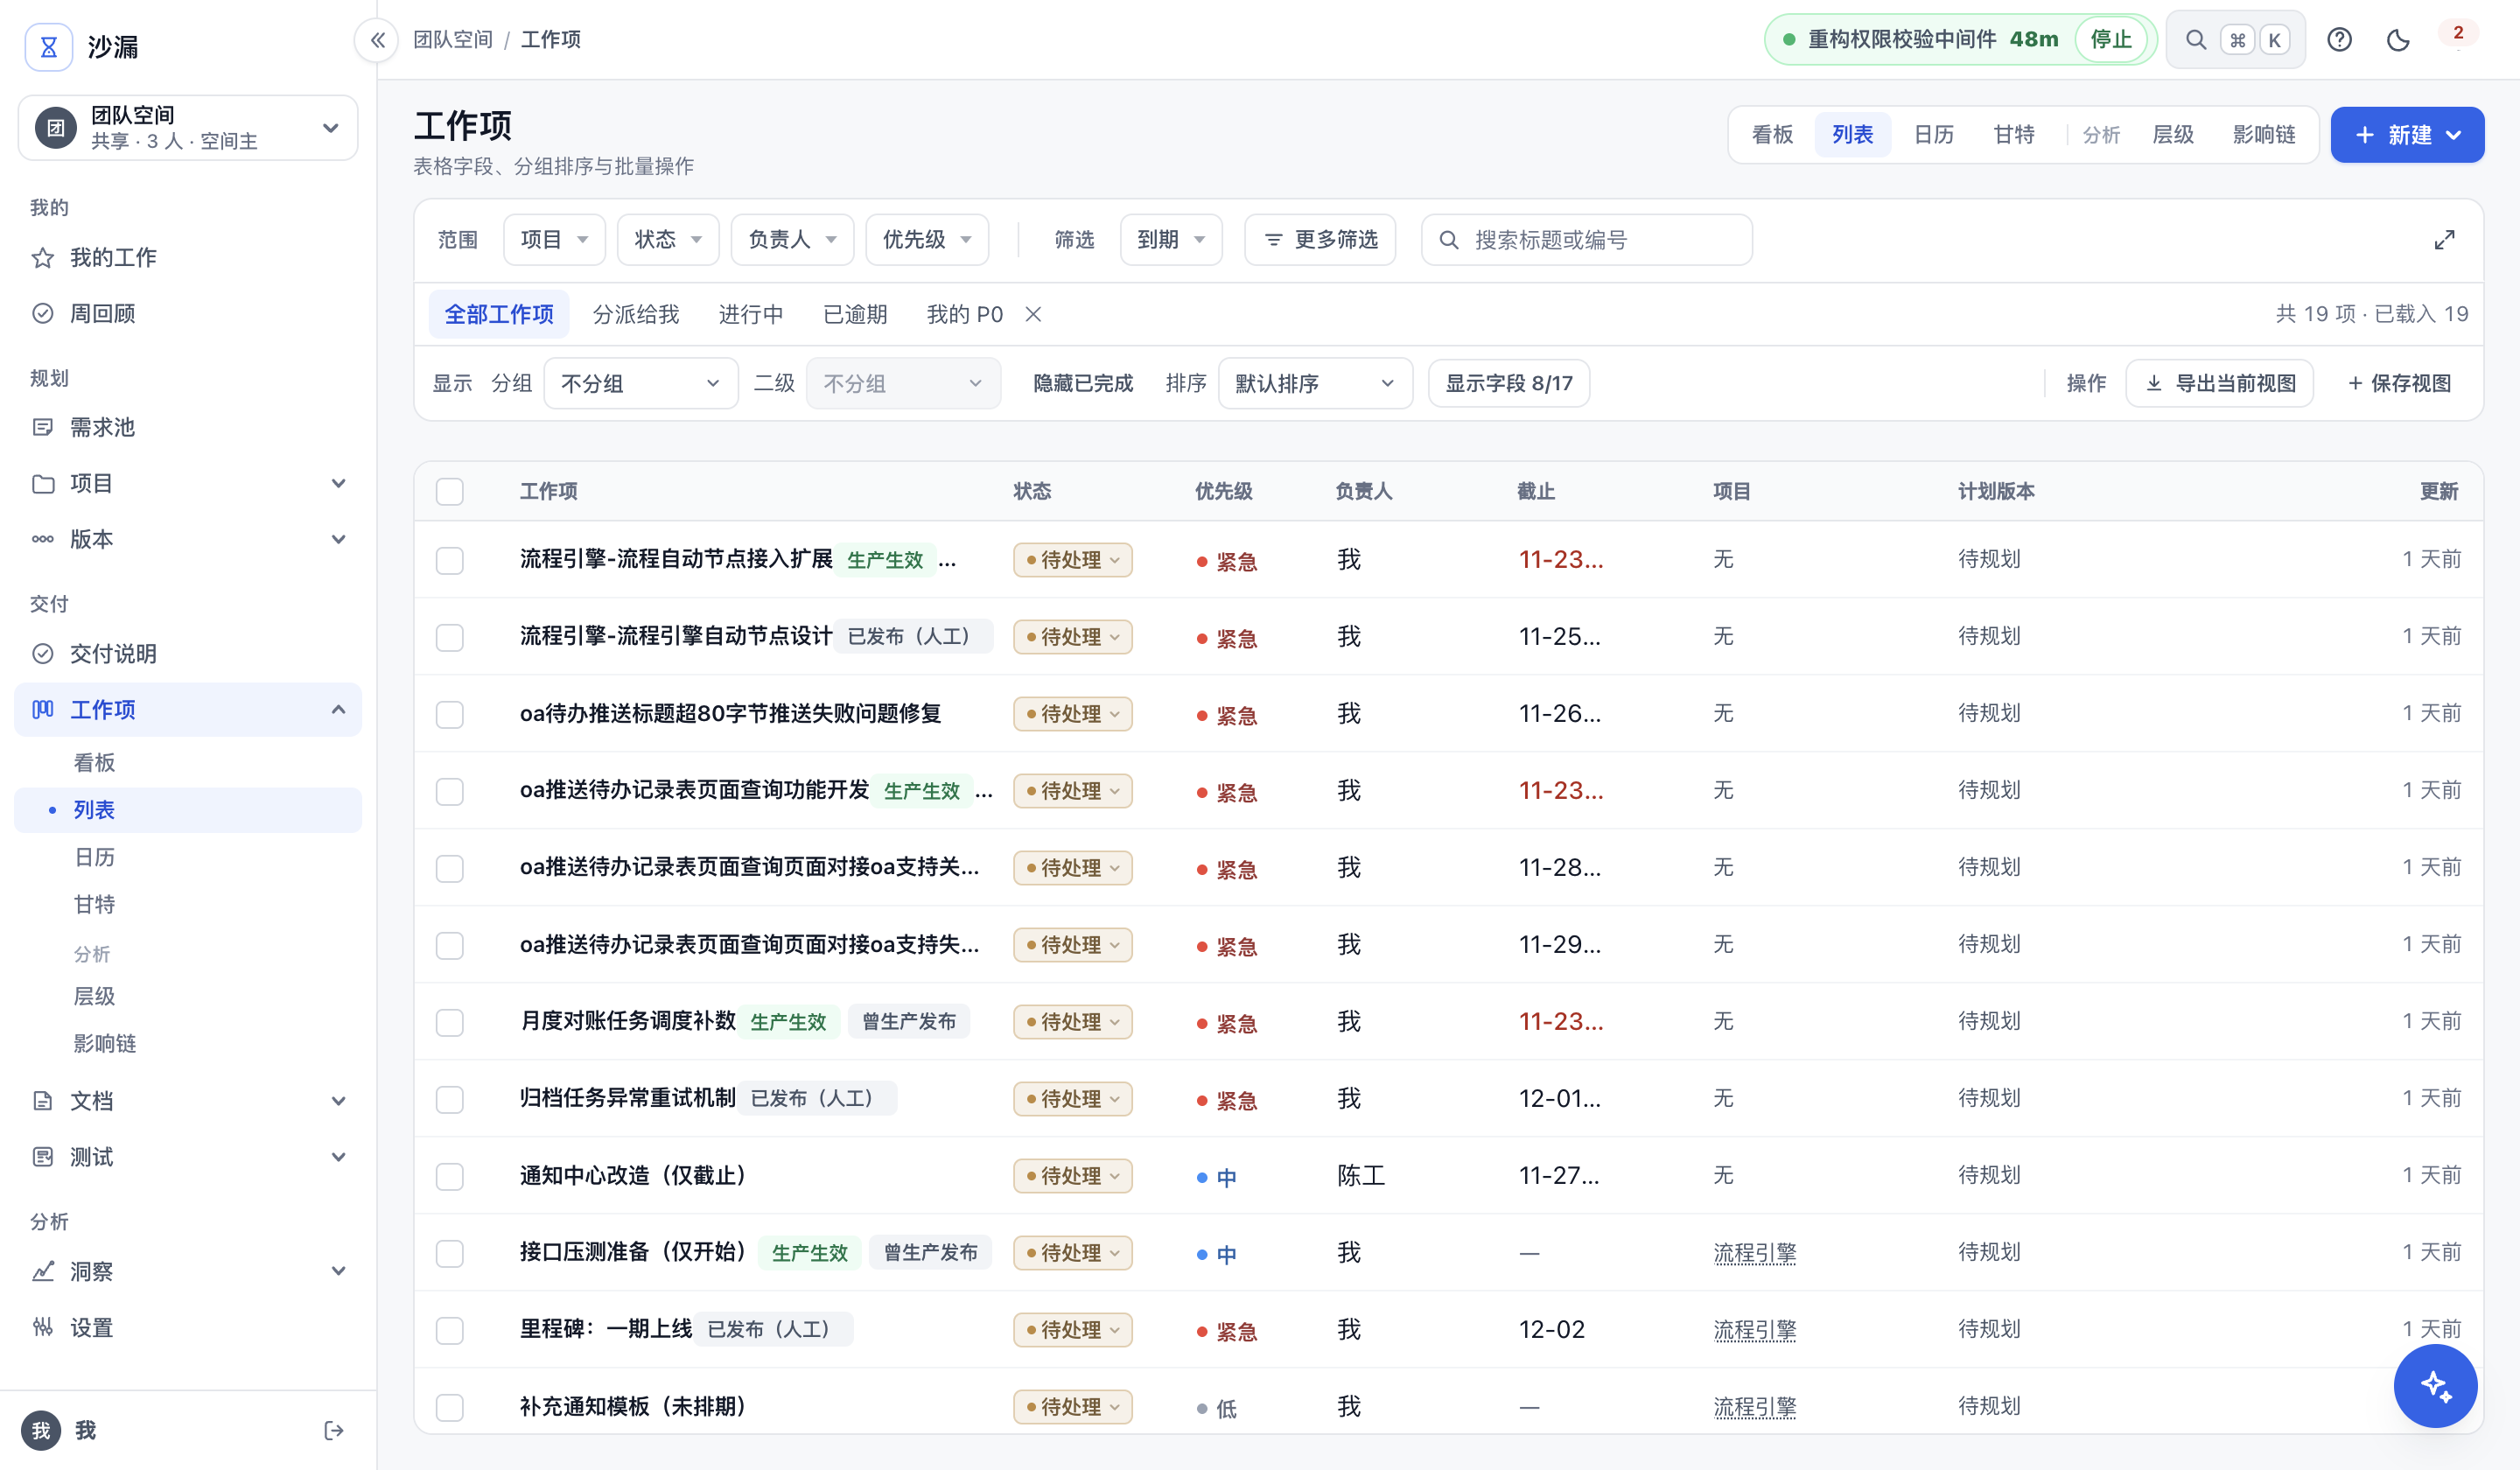 沙漏
团 团队空间
共享 · 3 人 · 空间主
我的
我的工作
周回顾
规划
需求池
项目
版本
交付
交付说明
工作项
看板
列表
日历
甘特
分析
层级
影响链
文档
测试
分析
洞察
设置
我 我
团队空间 / 工作项
重构权限校验中间件 48m 停止
⌘ K
2
工作项
表格字段、分组排序与批量操作
看板 列表 日历 甘特 分析 层级 影响链
+ 新建
范围 项目 状态 负责人 优先级 筛选 到期 更多筛选 搜索标题或编号
全部工作项 分派给我 进行中 已逾期 我的 P0 ×
共 19 项 · 已载入 19
显示 分组 不分组 二级 不分组 隐藏已完成 排序 默认排序 显示字段 8/17 操作 导出当前视图 + 保存视图
工作项 状态 优先级 负责人 截止 项目 计划版本 更新
流程引擎-流程自动节点接入扩展 生产生效 ... 待处理 紧急 我 11-23... 无 待规划 1 天前
流程引擎-流程引擎自动节点设计 已发布（人工） 待处理 紧急 我 11-25... 无 待规划 1 天前
oa待办推送标题超80字节推送失败问题修复 待处理 紧急 我 11-26... 无 待规划 1 天前
oa推送待办记录表页面查询功能开发 生产生效 ... 待处理 紧急 我 11-23... 无 待规划 1 天前
oa推送待办记录表页面查询页面对接oa支持关... 待处理 紧急 我 11-28... 无 待规划 1 天前
oa推送待办记录表页面查询页面对接oa支持失... 待处理 紧急 我 11-29... 无 待规划 1 天前
月度对账任务调度补数 生产生效 曾生产发布 待处理 紧急 我 11-23... 无 待规划 1 天前
归档任务异常重试机制 已发布（人工） 待处理 紧急 我 12-01... 无 待规划 1 天前
通知中心改造（仅截止） 待处理 中 陈工 11-27... 无 待规划 1 天前
接口压测准备（仅开始） 生产生效 曾生产发布 待处理 中 我 — 流程引擎 待规划 1 天前
里程碑：一期上线 已发布（人工） 待处理 紧急 我 12-02 流程引擎 待规划 1 天前
补充通知模板（未排期） 待处理 低 我 — 流程引擎 待规划